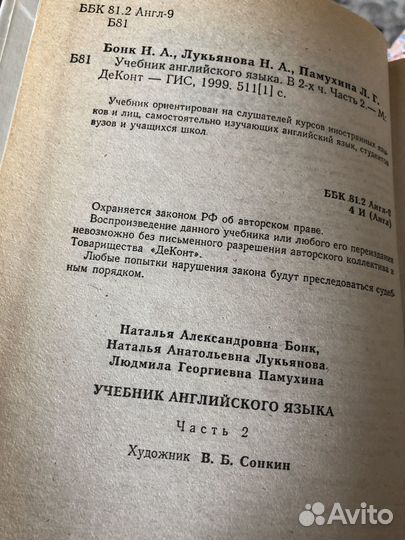 ББК 81.2 Англ-9
Б81
Бонк Н. А., Лукьянова Н. А., Памухина Л. Г.
Б81 Учебник английского языка. В 2-х ч. Часть 2.— М:
ДеКонт — ГИС, 1999. 511[1] с.
Учебник ориентирован на слушателей курсов иностранных язы-
ков и лиц, самостоятельно изучающих английский язык, студентов
вузов и учащихся школ.
ББК 81.2 Англ-9
4 И (Англ)
Охраняется законом РФ об авторском праве.
Воспроизведение данного учебника или любого его переиздания
невозможно без письменного разрешения авторского коллектива и
Товарищества «ДеКонт».
Любые попытки нарушения закона будут преследоваться судеб-
ным порядком.
Наталья Александровна Бонк,
Наталья Анатольевна Лукьянова.
Людмила Георгиевна Памухина
УЧЕБНИК АНГЛИЙСКОГО ЯЗЫКА
Часть 2
Художник В. Б. Сонкин
Avito